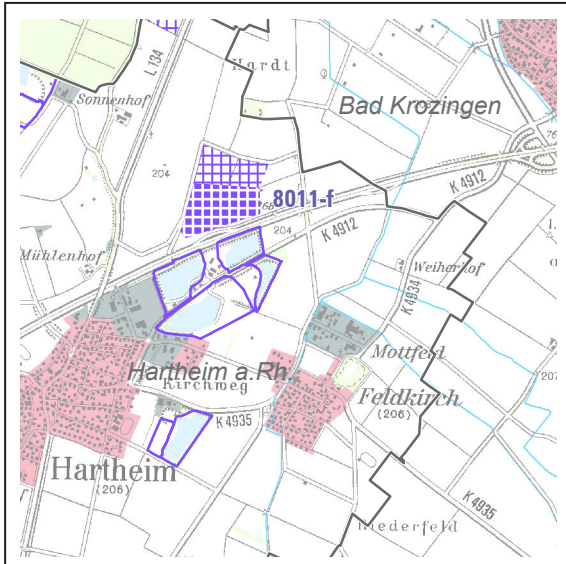 L 134
Hardt
Sonnenhof
Bad Krozingen
204
8011-f
K 4912
204
K 4912
Mühlenhof
Weiherhof
K 4934
Mottfeld
Hartheim a.Rh.
Kirchweg
Feldkirch
(206)
207
K 4935
Hartheim
(206)
K 4935
Niederfeld